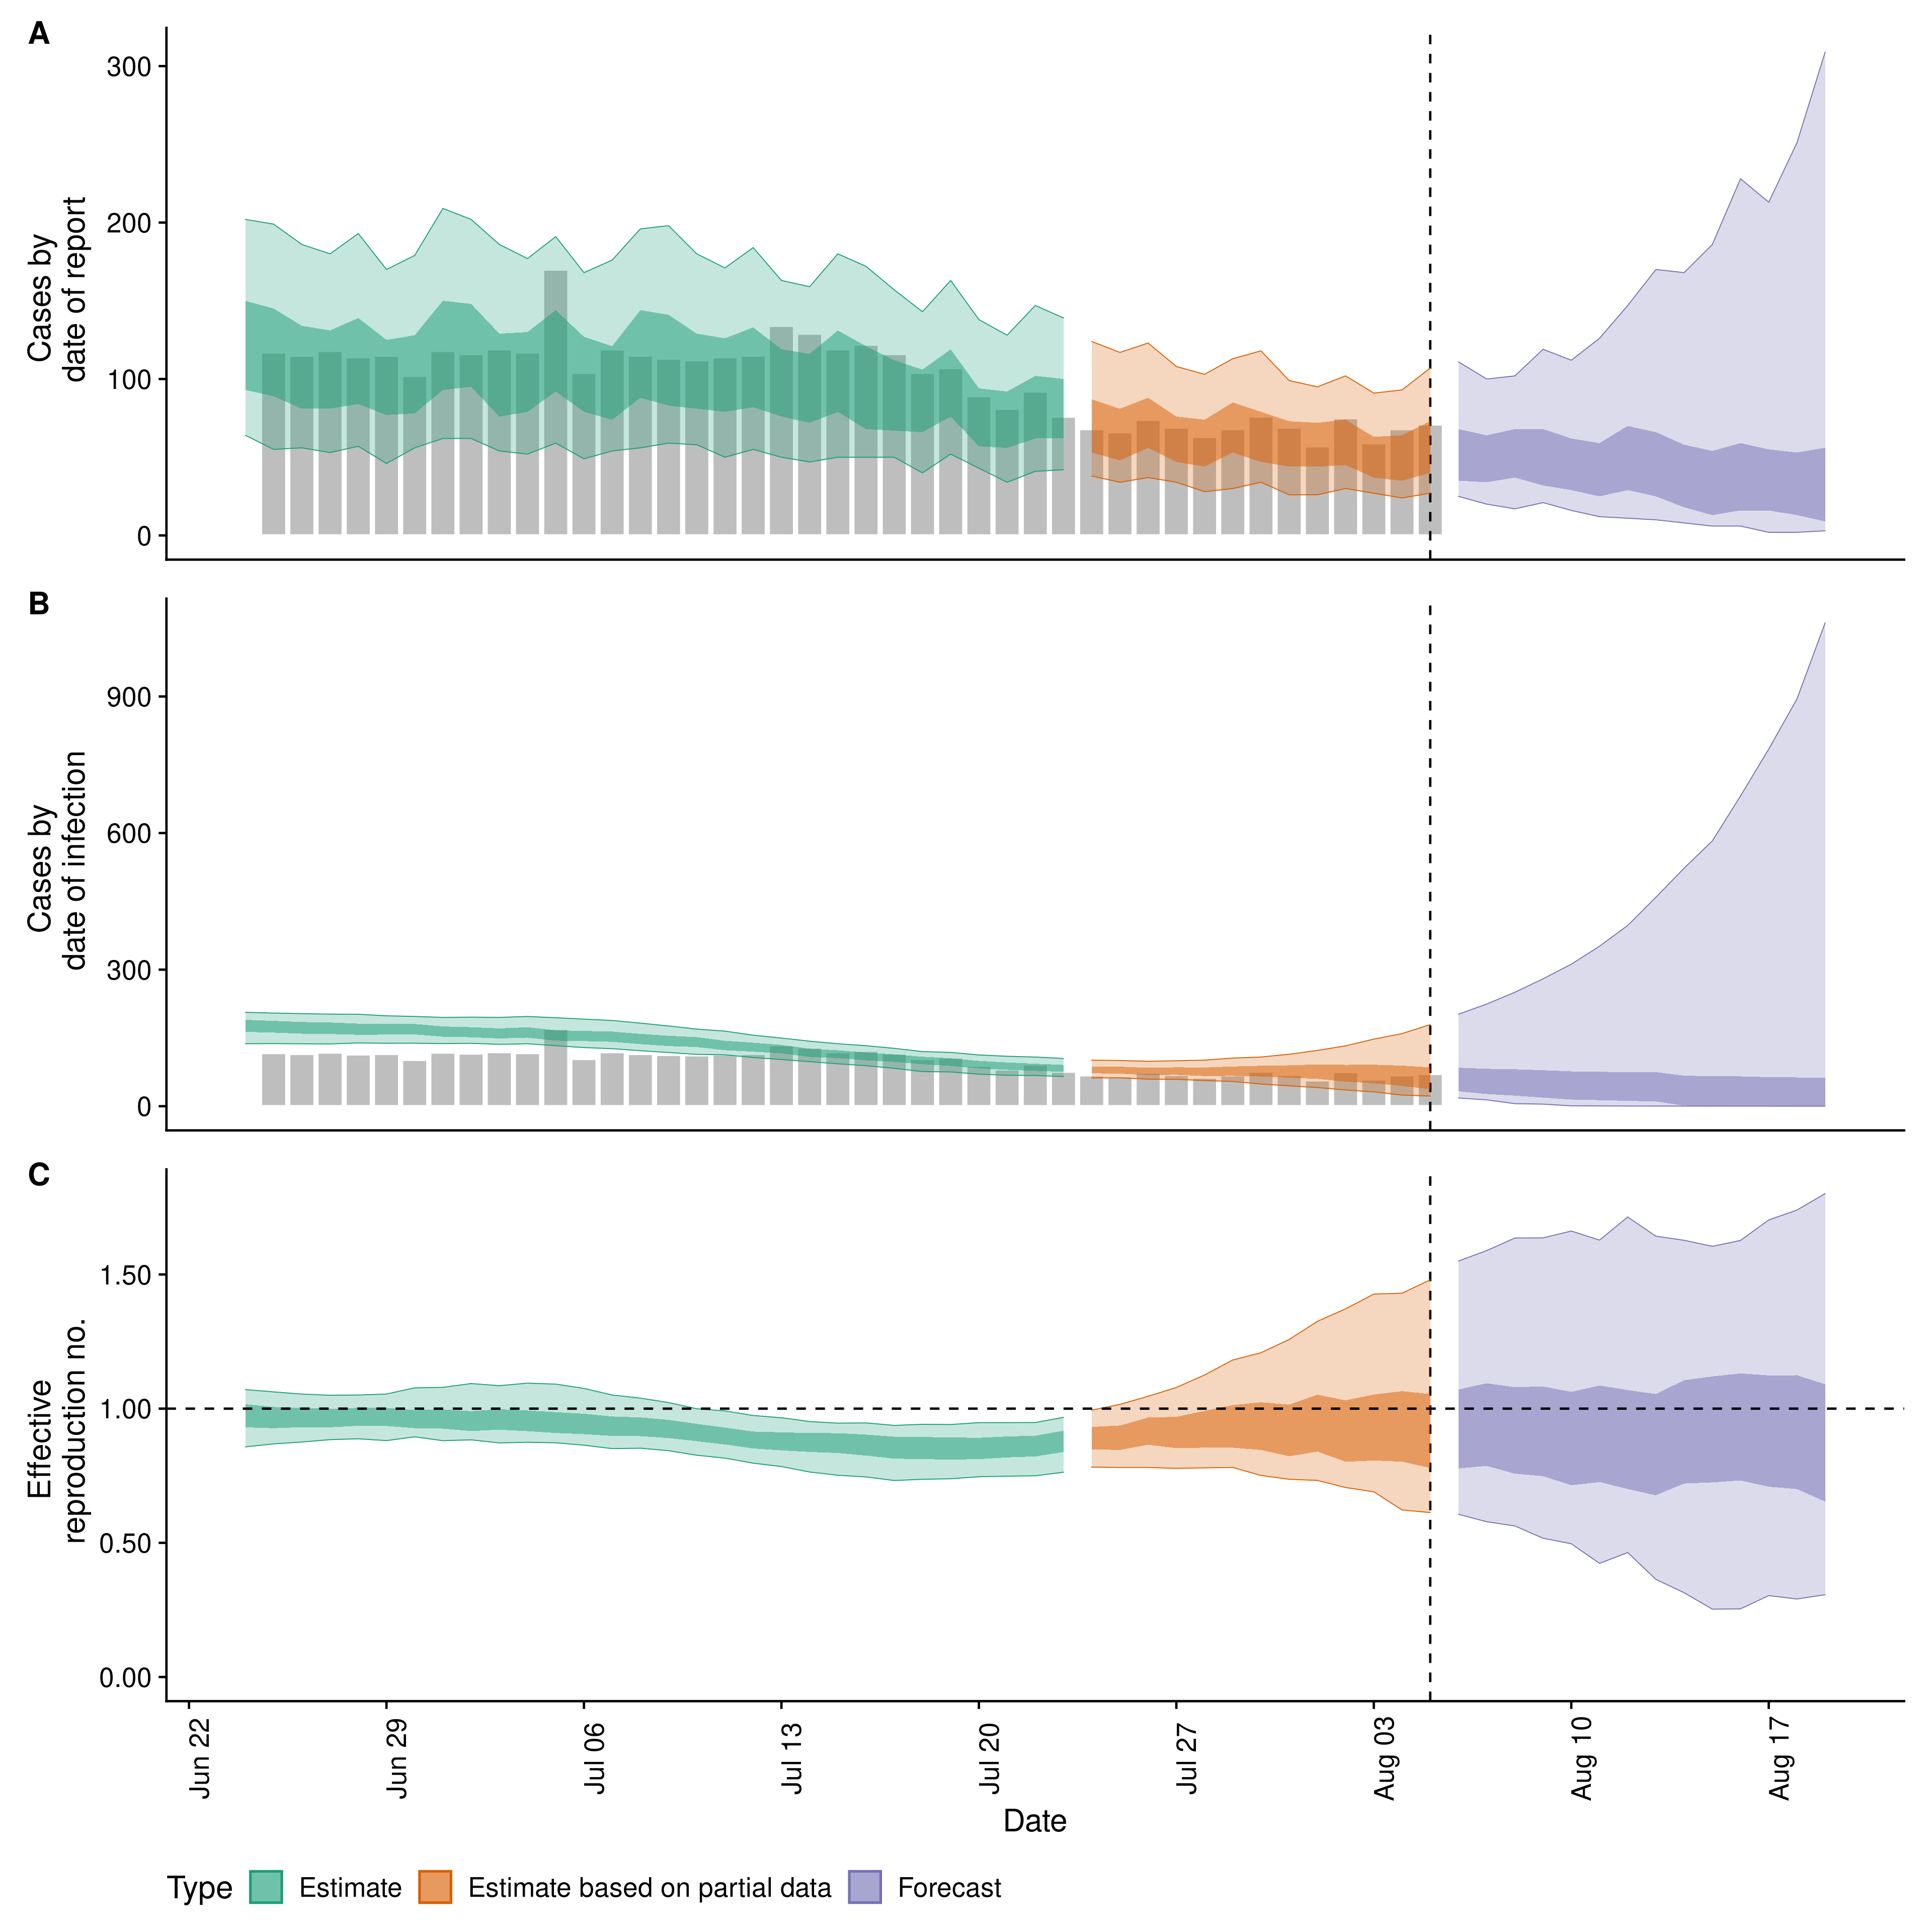 A
Cases by
date of report
300
200
100
0
B
Cases by
date of infection
900
600
300
0
C
Effective
reproduction no.
1.50
1.00
0.50
0.00
Jun 22
Jun 29
Jul 06
Jul 13
Jul 20
Jul 27
Aug 03
Aug 10
Aug 17
Date
Type Estimate Estimate based on partial data Forecast